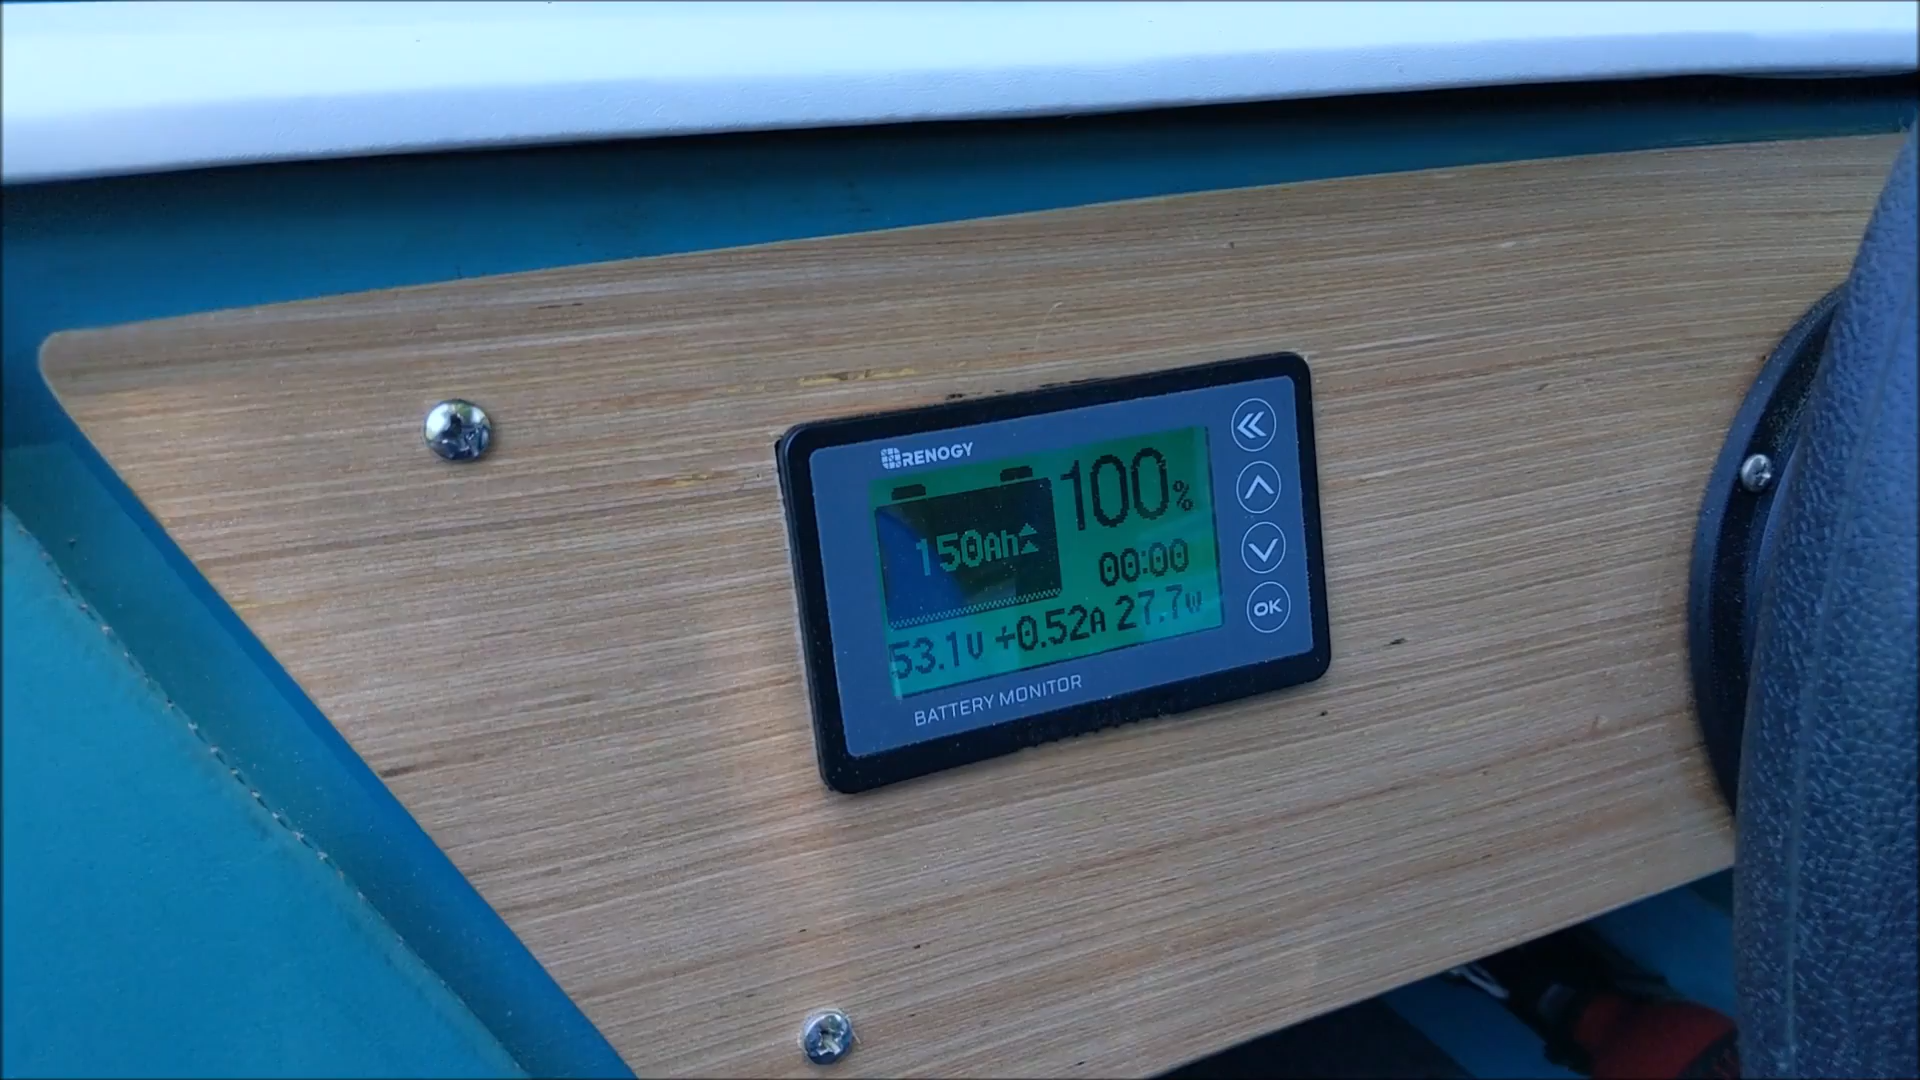 RENOGY
100%
150Ah
00:00
53.1V +0.52A 27.7W
OK
BATTERY MONITOR